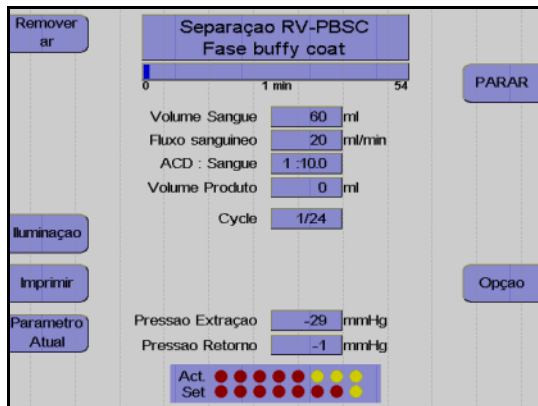 Remover
ar
Separaçao RV-PBSC
Fase buffy coat
0 1 min 54
PARAR
Volume Sangue 60 ml
Fluxo sanguineo 20 ml/min
ACD : Sangue 1 :10.0
Volume Produto 0 ml
Cycle 1/24
Iluminaçao
Imprimir
Opçao
Parametro
Atual
Pressao Extraçao -29 mmHg
Pressao Retorno -1 mmHg
Act.
Set